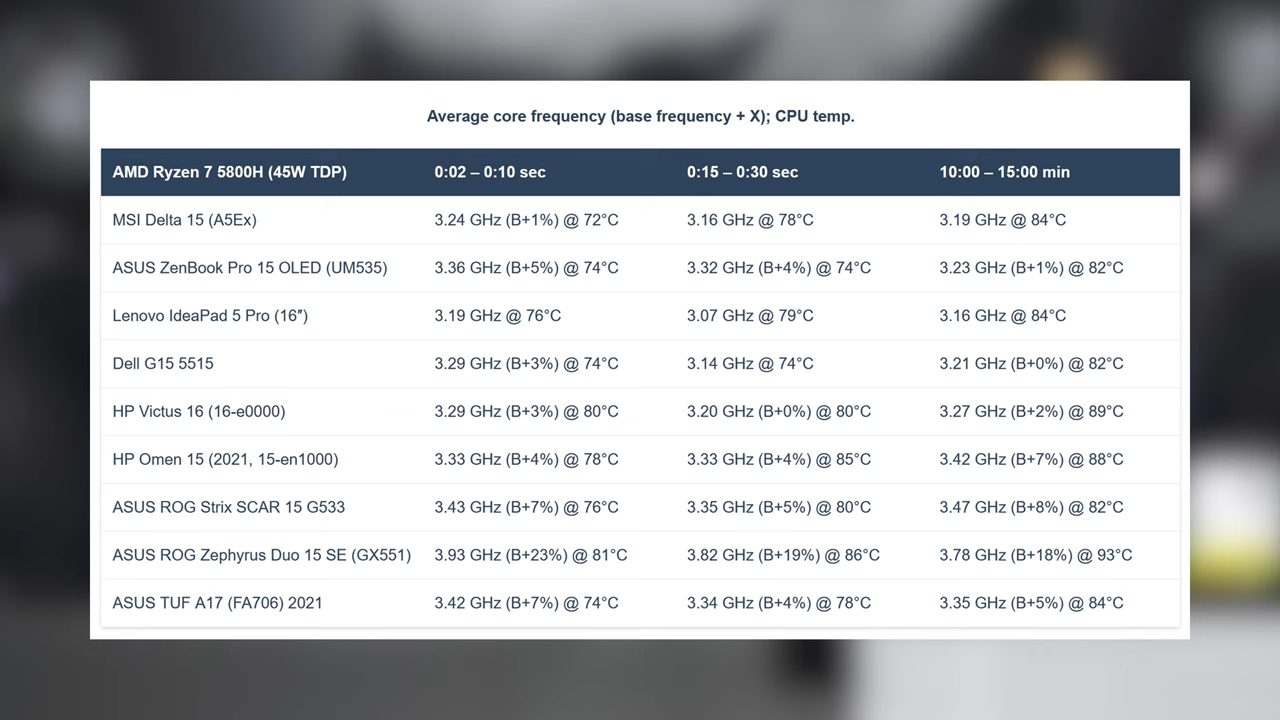 Average core frequency (base frequency + X); CPU temp.
AMD Ryzen 7 5800H (45W TDP) 0:02 – 0:10 sec 0:15 – 0:30 sec 10:00 – 15:00 min
MSI Delta 15 (A5Ex) 3.24 GHz (B+1%) @ 72°C 3.16 GHz @ 78°C 3.19 GHz @ 84°C
ASUS ZenBook Pro 15 OLED (UM535) 3.36 GHz (B+5%) @ 74°C 3.32 GHz (B+4%) @ 74°C 3.23 GHz (B+1%) @ 82°C
Lenovo IdeaPad 5 Pro (16″) 3.19 GHz @ 76°C 3.07 GHz @ 79°C 3.16 GHz @ 84°C
Dell G15 5515 3.29 GHz (B+3%) @ 74°C 3.14 GHz @ 74°C 3.21 GHz (B+0%) @ 82°C
HP Victus 16 (16-e0000) 3.29 GHz (B+3%) @ 80°C 3.20 GHz (B+0%) @ 80°C 3.27 GHz (B+2%) @ 89°C
HP Omen 15 (2021, 15-en1000) 3.33 GHz (B+4%) @ 78°C 3.33 GHz (B+4%) @ 85°C 3.42 GHz (B+7%) @ 88°C
ASUS ROG Strix SCAR 15 G533 3.43 GHz (B+7%) @ 76°C 3.35 GHz (B+5%) @ 80°C 3.47 GHz (B+8%) @ 82°C
ASUS ROG Zephyrus Duo 15 SE (GX551) 3.93 GHz (B+23%) @ 81°C 3.82 GHz (B+19%) @ 86°C 3.78 GHz (B+18%) @ 93°C
ASUS TUF A17 (FA706) 2021 3.42 GHz (B+7%) @ 74°C 3.34 GHz (B+4%) @ 78°C 3.35 GHz (B+5%) @ 84°C